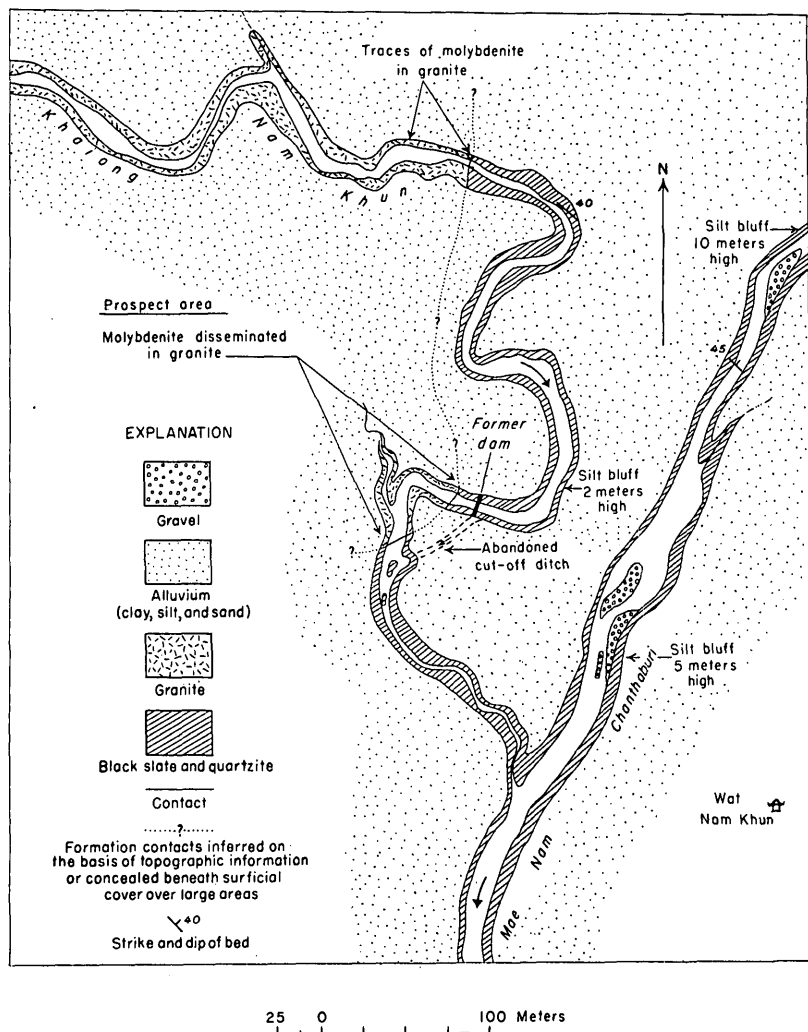 Traces of molybdenite
in granite
?
Khalong
Nam
Khun
40
N
Silt bluff
10 meters
high
Prospect area
Molybdenite disseminated
in granite
?
45
EXPLANATION
Former
dam
?
Silt bluff
2 meters
high
Gravel
?
Abandoned
cut-off ditch
Alluvium
(clay, silt, and sand)
Granite
Silt bluff
5 meters
high
Black slate and quartzite
Contact
?
Formation contacts inferred on
the basis of topographic information
or concealed beneath surficial
cover over large areas
40
Strike and dip of bed
Mae Nam Chanthaburi
Wat
Nam Khun
25 0 100 Meters